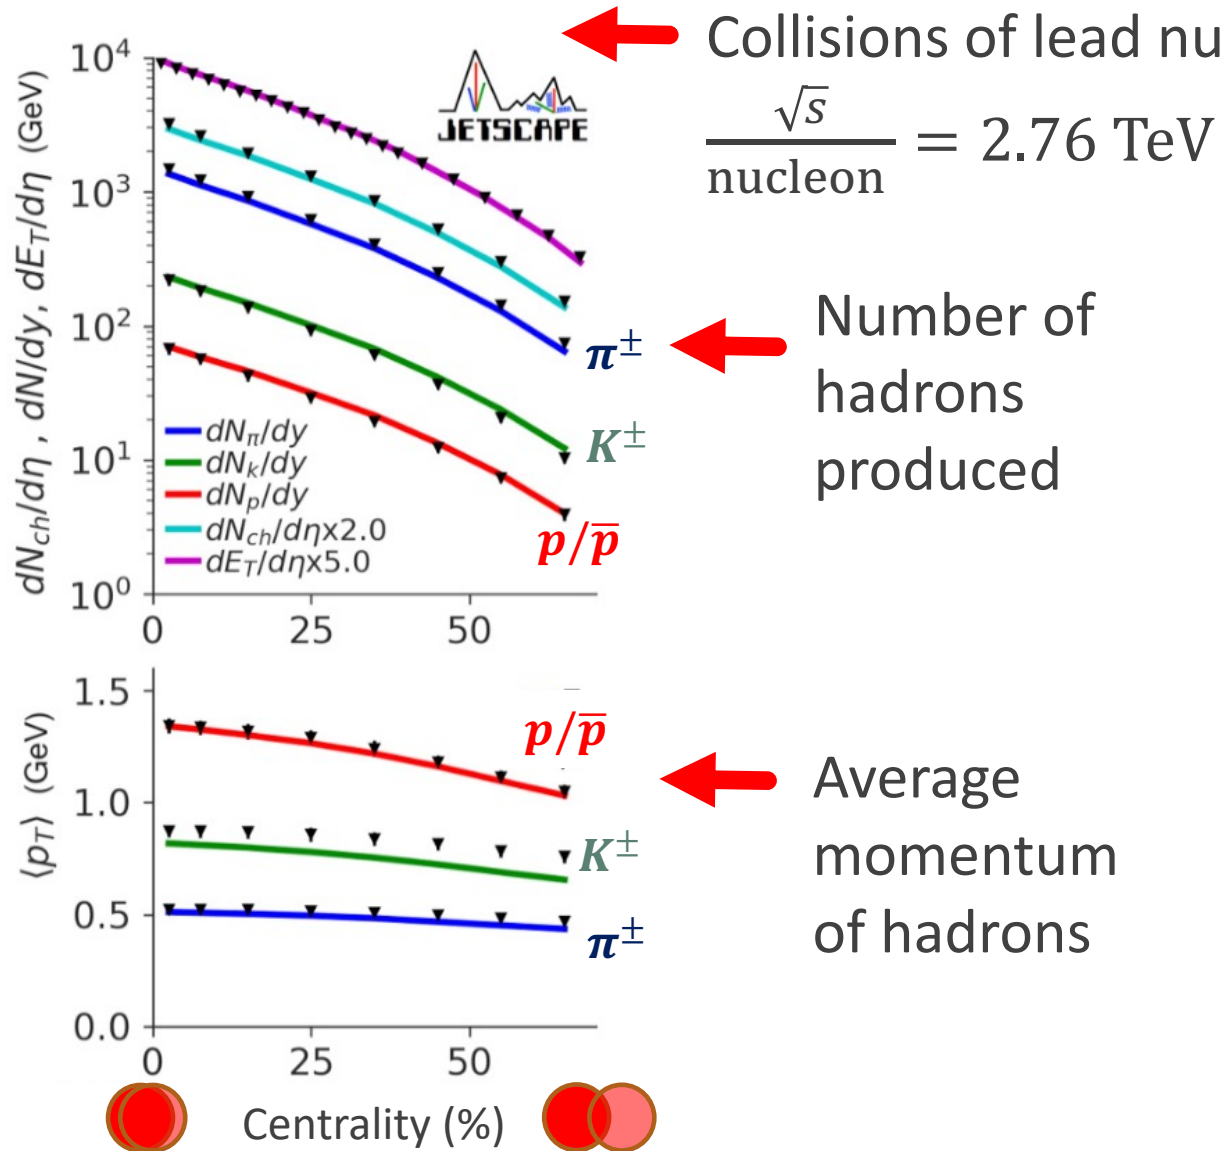 Collisions of lead nu
√s / nucleon = 2.76 TeV
JETSCAPE
dN_ch/dη , dN/dy, dE_T/dη (GeV)
10⁴
10³
10²
10¹
10⁰
π±
K±
p/p̅
dN_π/dy
dN_k/dy
dN_p/dy
dN_ch/dηx2.0
dE_T/dηx5.0
0 25 50
Number of
hadrons
produced
⟨p_T⟩ (GeV)
1.5
1.0
0.5
0.0
p/p̅
K±
π±
0 25 50
Average
momentum
of hadrons
Centrality (%)